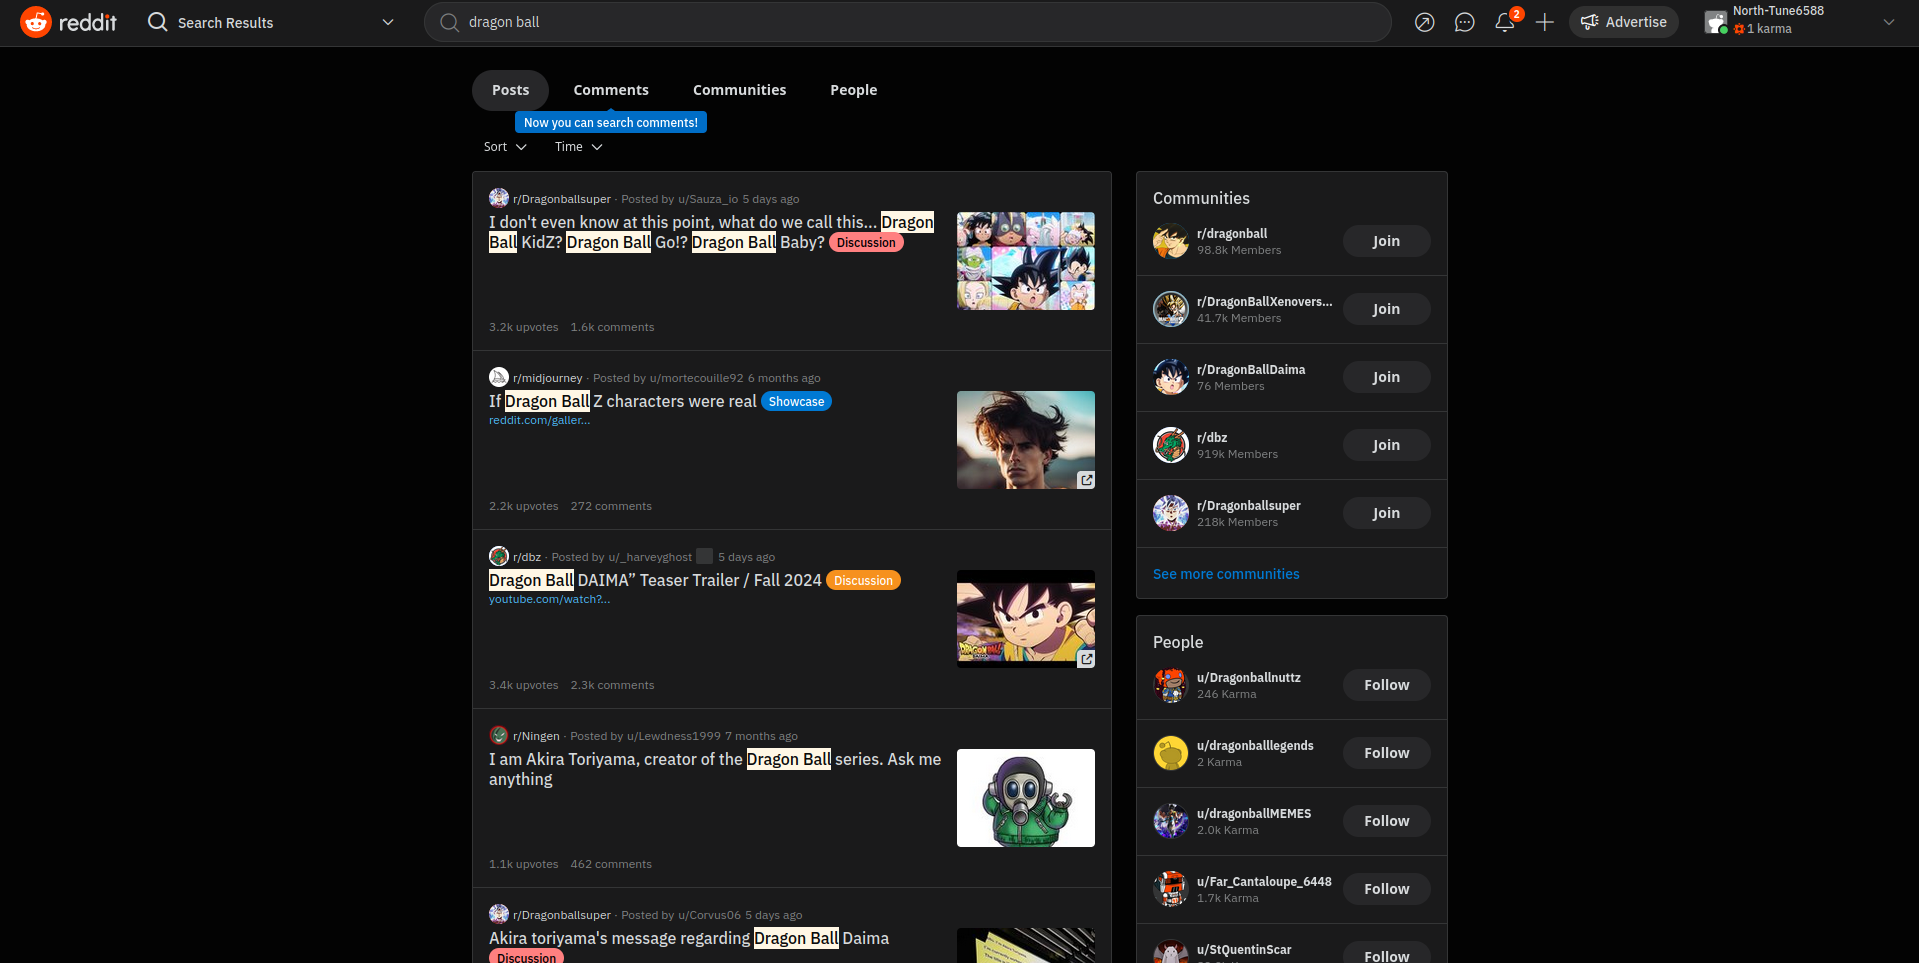 reddit
Search Results
dragon ball
2
Advertise
North-Tune6588
1 karma
Posts
Comments
Communities
People
Now you can search comments!
Sort
Time
r/Dragonballsuper · Posted by u/Sauza_io 5 days ago
I don't even know at this point, what do we call this... Dragon
Ball KidZ? Dragon Ball Go!? Dragon Ball Baby? Discussion
3.2k upvotes 1.6k comments
r/midjourney · Posted by u/mortecouille92 6 months ago
If Dragon Ball Z characters were real Showcase
reddit.com/galler...
2.2k upvotes 272 comments
r/dbz · Posted by u/_harveyghost 5 days ago
Dragon Ball DAIMA” Teaser Trailer / Fall 2024 Discussion
youtube.com/watch?...
DRAGON BALL
3.4k upvotes 2.3k comments
r/Ningen · Posted by u/Lewdness1999 7 months ago
I am Akira Toriyama, creator of the Dragon Ball series. Ask me
anything
1.1k upvotes 462 comments
r/Dragonballsuper · Posted by u/Corvus06 5 days ago
Akira toriyama's message regarding Dragon Ball Daima
Discussion
Communities
r/dragonball
98.8k Members
Join
r/DragonBallXenovers...
41.7k Members
Join
r/DragonBallDaima
76 Members
Join
r/dbz
919k Members
Join
r/Dragonballsuper
218k Members
Join
See more communities
People
u/Dragonballnuttz
246 Karma
Follow
u/dragonballlegends
2 Karma
Follow
u/dragonballMEMES
2.0k Karma
Follow
u/Far_Cantaloupe_6448
1.7k Karma
Follow
u/StQuentinScar
Follow